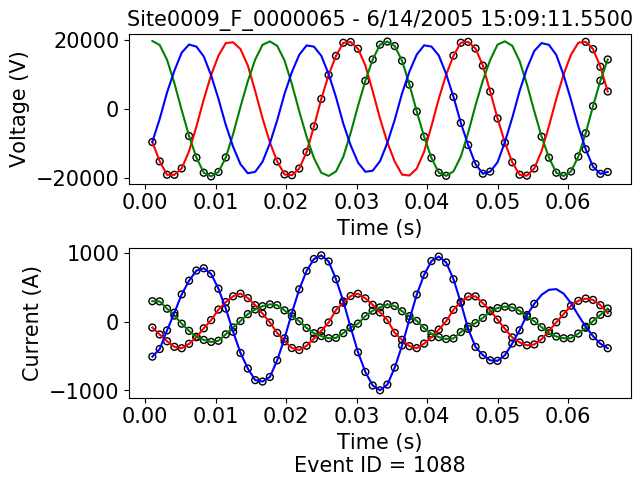 Site0009_F_0000065 - 6/14/2005 15:09:11.5500
Voltage (V)
20000
0
−20000
0.00 0.01 0.02 0.03 0.04 0.05 0.06
Time (s)
Current (A)
1000
0
−1000
0.00 0.01 0.02 0.03 0.04 0.05 0.06
Time (s)
Event ID = 1088